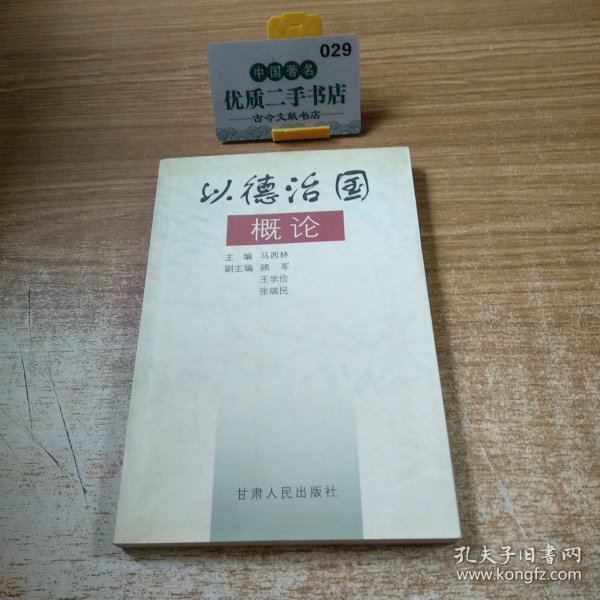 029
中国著名
优质二手书店
古今文献书店
以德治国
概论
主编 马西林
副主编 顾军
王学俭
张瑞民
甘肃人民出版社
孔夫子旧书网
www.kongfz.com